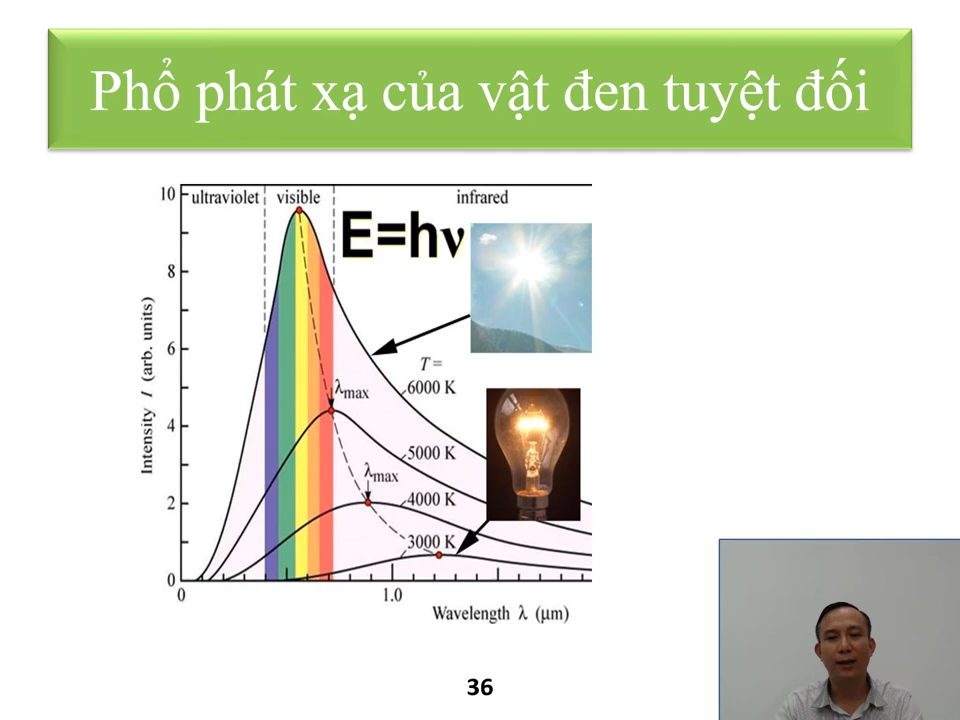 Phổ phát xạ của vật đen tuyệt đối
10
ultraviolet
visible
infrared
E=hν
8
6
4
2
0
Intensity I (arb. units)
T =
6000 K
λmax
5000 K
λmax
4000 K
3000 K
0
1.0
Wavelength λ (μm)
36